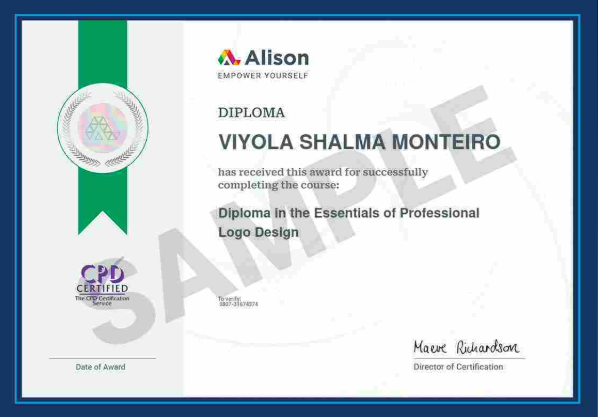 Alison
EMPOWER YOURSELF
DIPLOMA
VIYOLA SHALMA MONTEIRO
has received this award for successfully
completing the course:
Diploma in the Essentials of Professional
Logo Design
SAMPLE
CPD
CERTIFIED
The CPD Certification
Service
To verify:
Date of Award
Maeve Richardson
Director of Certification